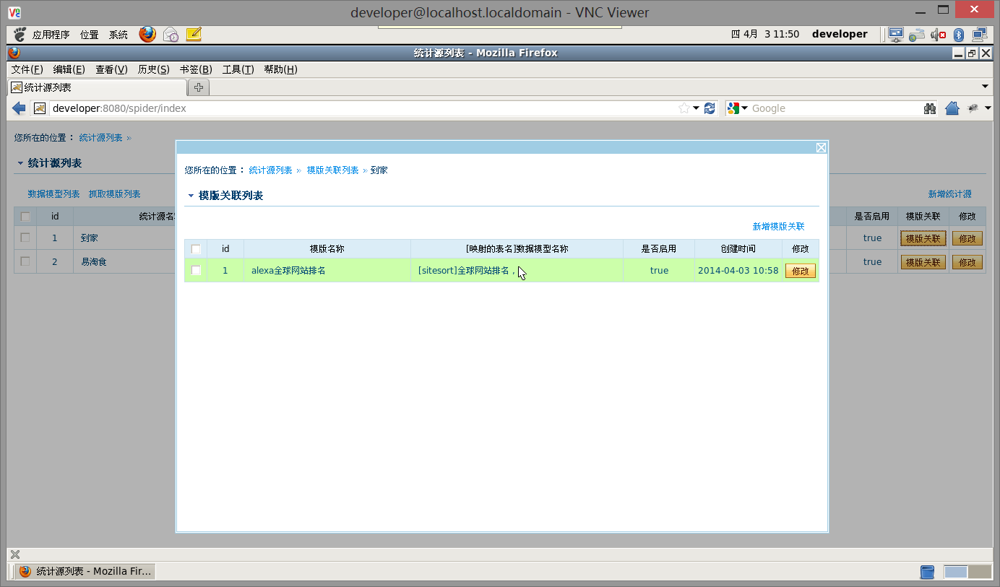 developer@localhost.localdomain - VNC Viewer
应用程序 位置 系统 四 4月 3 11:50 developer
统计源列表 - Mozilla Firefox
文件(F) 编辑(E) 查看(V) 历史(S) 书签(B) 工具(T) 帮助(H)
统计源列表
developer:8080/spider/index Google
您所在的位置： 统计源列表 »
统计源列表
数据模型列表 抓取模版列表 新增统计源
id 统计源名 是否启用 模版关联 修改
1 到家 true 模版关联 修改
2 易淘食 true 模版关联 修改
您所在的位置： 统计源列表 » 模版关联列表 » 到家
模版关联列表
新增模版关联
id 模版名称 [映射的表名]数据模型名称 是否启用 创建时间 修改
1 alexa全球网站排名 [sitesort]全球网站排名 , true 2014-04-03 10:58 修改
统计源列表 - Mozilla Fir...